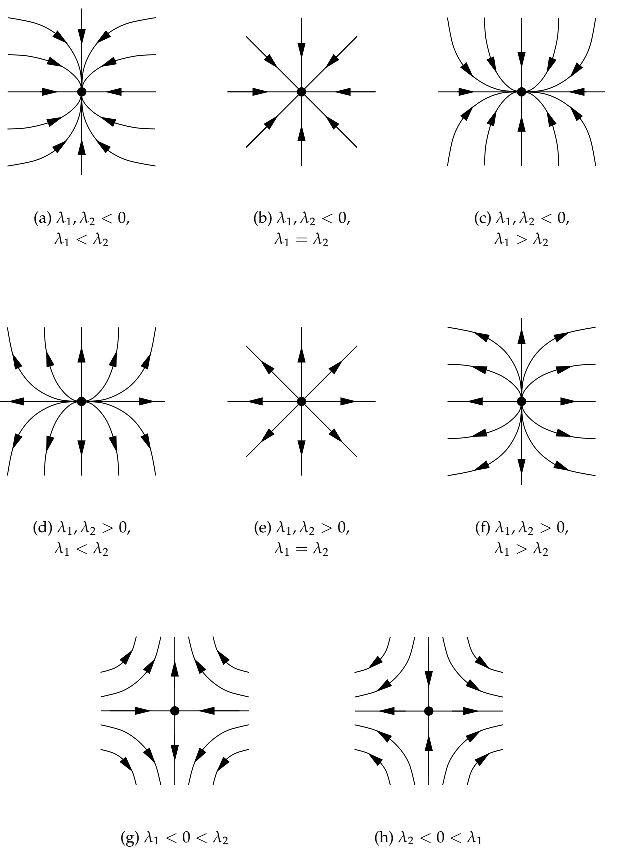 (a) λ₁, λ₂ < 0,
λ₁ < λ₂
(b) λ₁, λ₂ < 0,
λ₁ = λ₂
(c) λ₁, λ₂ < 0,
λ₁ > λ₂
(d) λ₁, λ₂ > 0,
λ₁ < λ₂
(e) λ₁, λ₂ > 0,
λ₁ = λ₂
(f) λ₁, λ₂ > 0,
λ₁ > λ₂
(g) λ₁ < 0 < λ₂
(h) λ₂ < 0 < λ₁